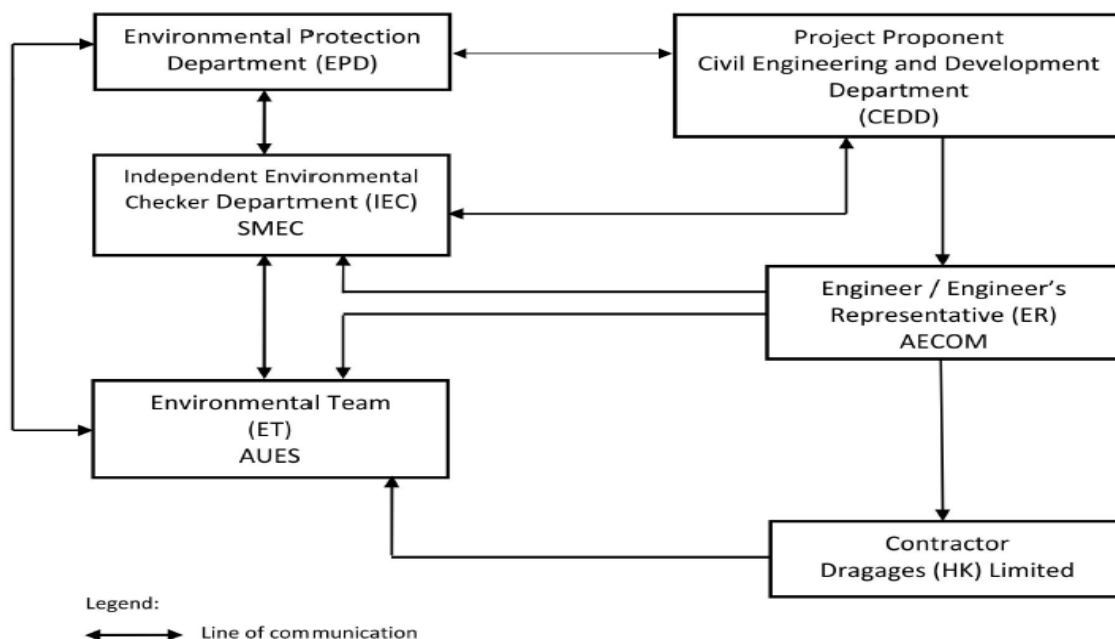 Environmental Protection
Department (EPD)
Project Proponent
Civil Engineering and Development
Department
(CEDD)
Independent Environmental
Checker Department (IEC)
SMEC
Engineer / Engineer’s
Representative (ER)
AECOM
Environmental Team
(ET)
AUES
Contractor
Dragages (HK) Limited
Legend:
Line of communication